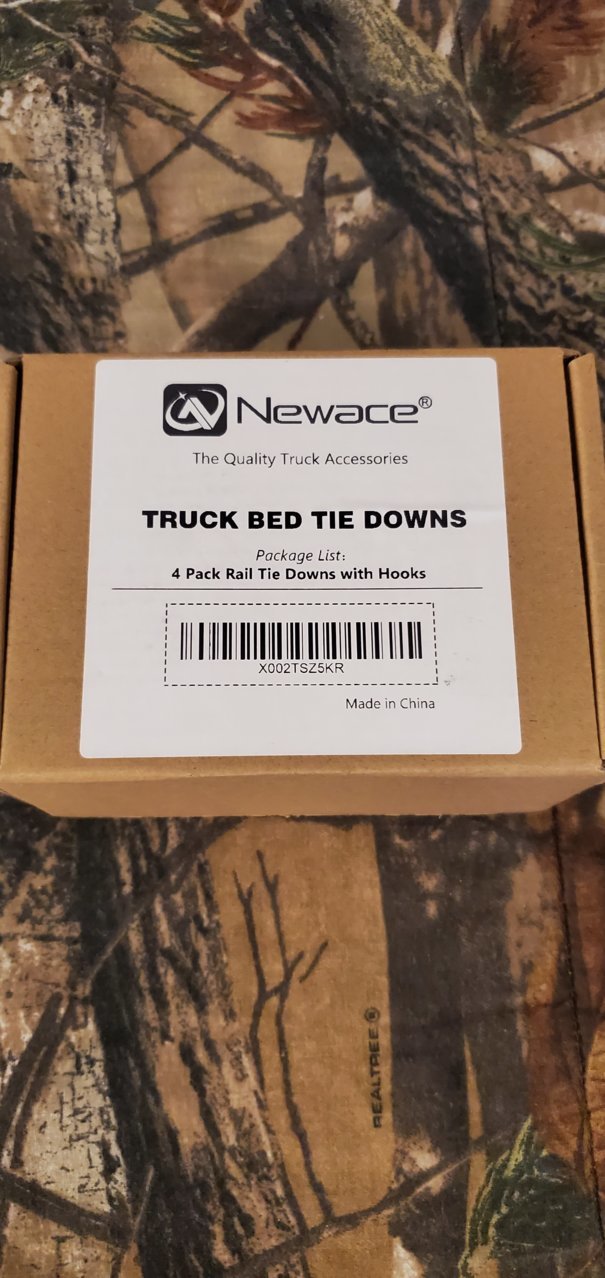 Newace®
The Quality Truck Accessories
TRUCK BED TIE DOWNS
Package List:
4 Pack Rail Tie Downs with Hooks
X002TSZ5KR
Made in China
REALTREE®